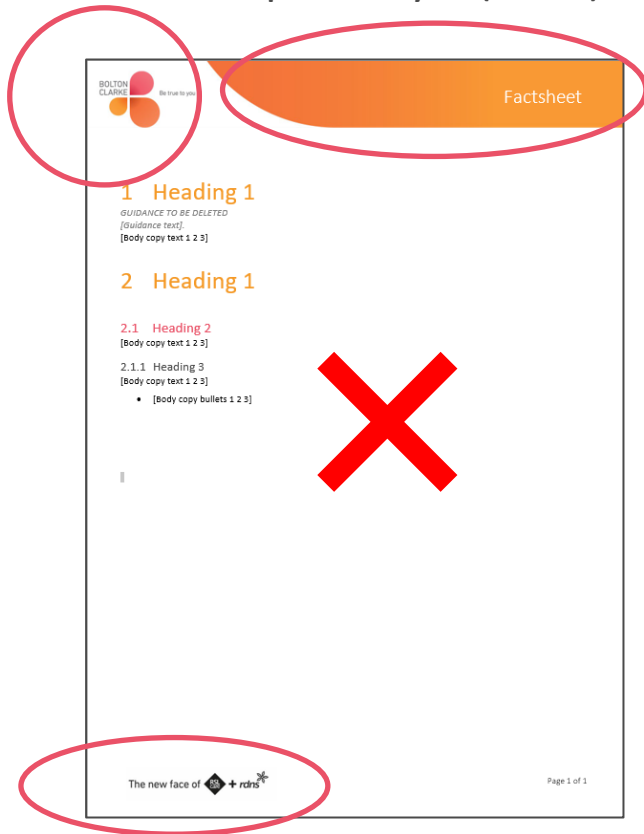 BOLTON
CLARKE
Be true to you
Factsheet
1 Heading 1
GUIDANCE TO BE DELETED
[Guidance text].
[Body copy text 1 2 3]
2 Heading 1
2.1 Heading 2
[Body copy text 1 2 3]
2.1.1 Heading 3
[Body copy text 1 2 3]
• [Body copy bullets 1 2 3]
The new face of RSL CARE + rdns
Page 1 of 1